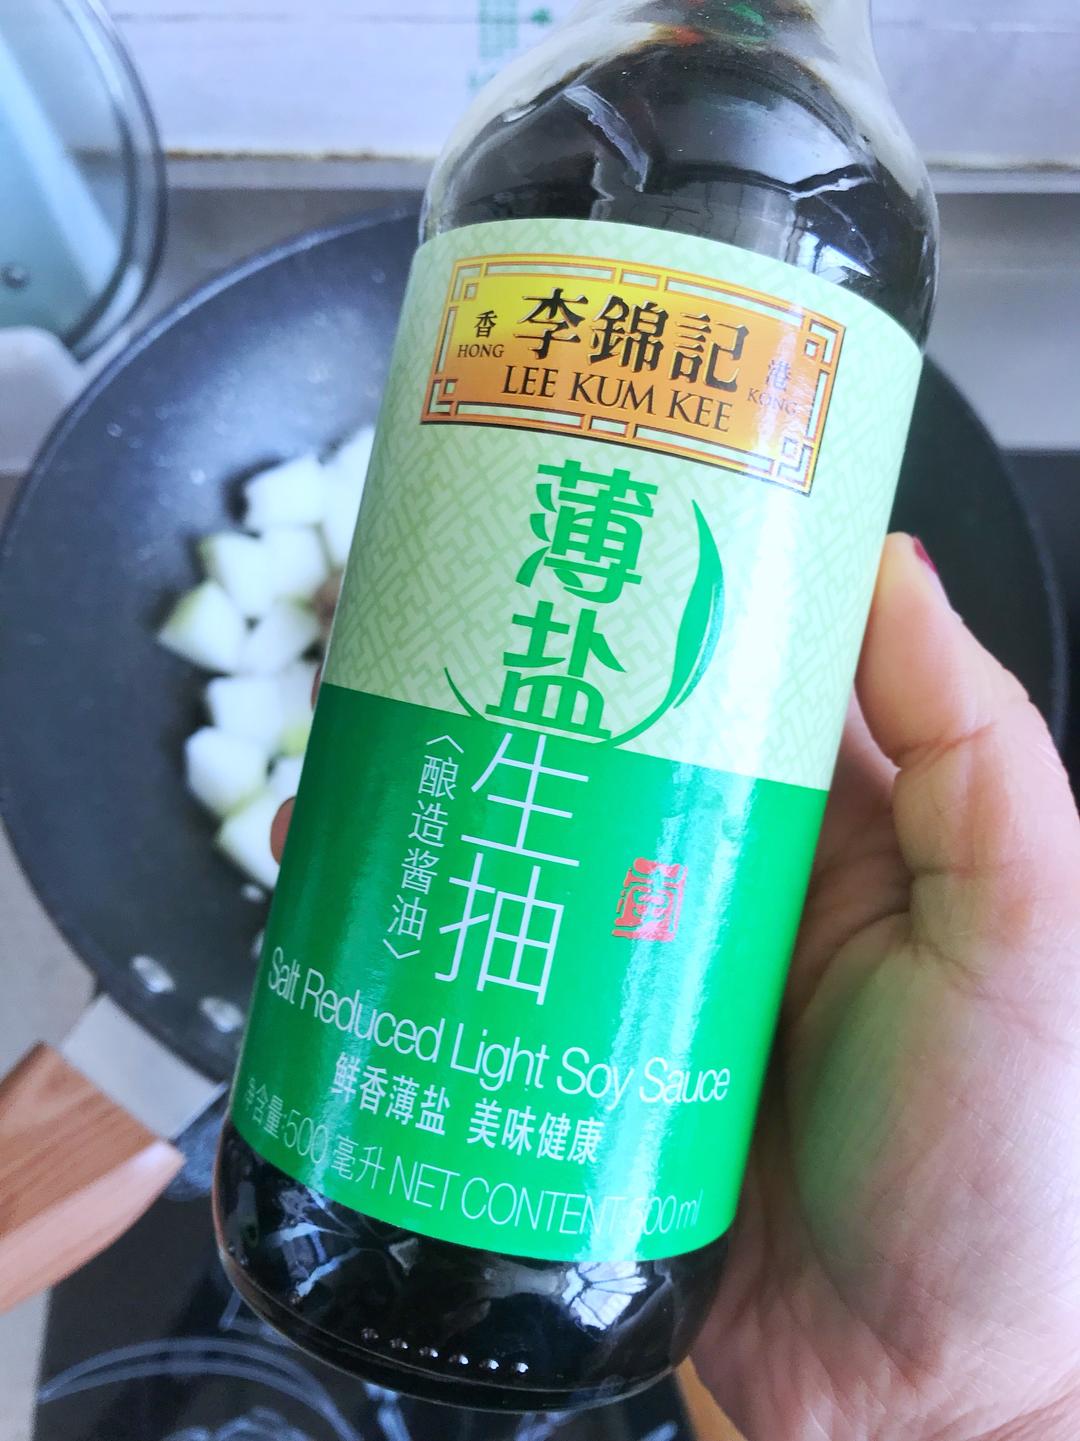 香 李錦記 港
HONG LEE KUM KEE KONG
薄盐
生抽
〈酿造酱油〉
Salt Reduced Light Soy Sauce
鲜香薄盐 美味健康
净含量:500毫升 NET CONTENT 500ml